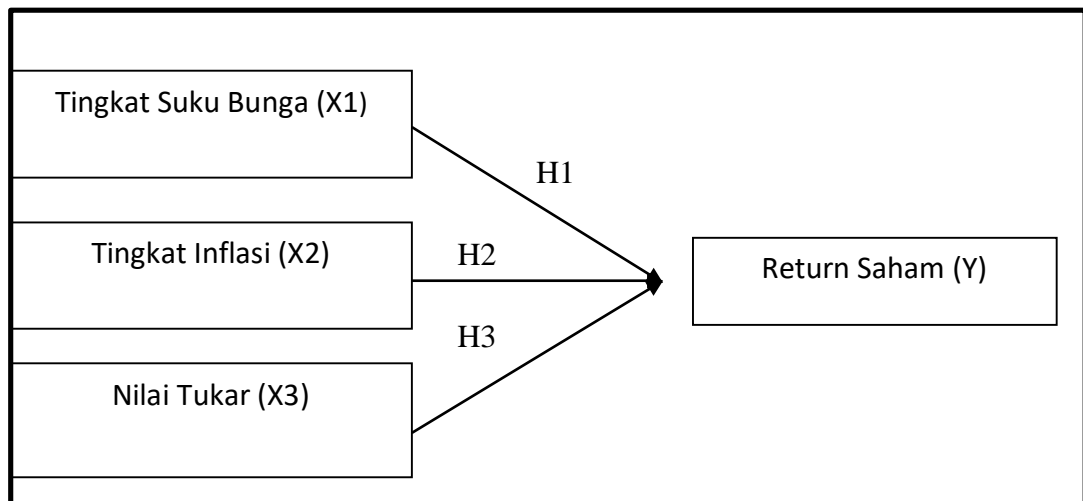 Tingkat Suku Bunga (X1)
H1
Tingkat Inflasi (X2)
H2
Return Saham (Y)
H3
Nilai Tukar (X3)